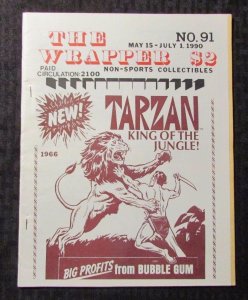 THE WRAPPER
NO. 91
MAY 15 - JULY 1, 1990
$2
PAID CIRCULATION: 2100
NON-SPORTS COLLECTIBLES
NEW!
1966
TARZAN
KING OF THE JUNGLE!
BIG PROFITS from BUBBLE GUM